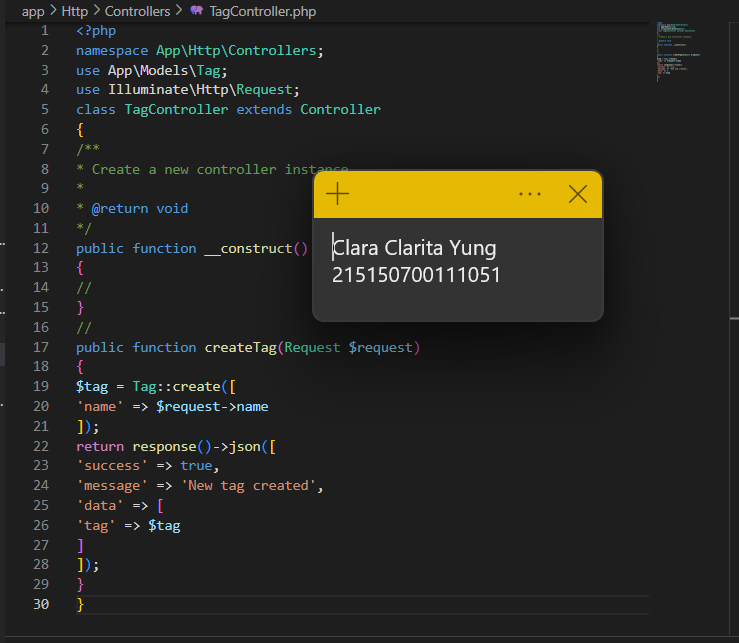 app > Http > Controllers > TagController.php
1 <?php
2 namespace App\Http\Controllers;
3 use App\Models\Tag;
4 use Illuminate\Http\Request;
5 class TagController extends Controller
6 {
7 /**
8 * Create a new controller instance
9 *
10 * @return void
11 */
12 public function __construct()
13 {
14 //
15 }
16 //
17 public function createTag(Request $request)
18 {
19 $tag = Tag::create([
20 'name' => $request->name
21 ]);
22 return response()->json([
23 'success' => true,
24 'message' => 'New tag created',
25 'data' => [
26 'tag' => $tag
27 ]
28 ]);
29 }
30 }
Clara Clarita Yung
215150700111051